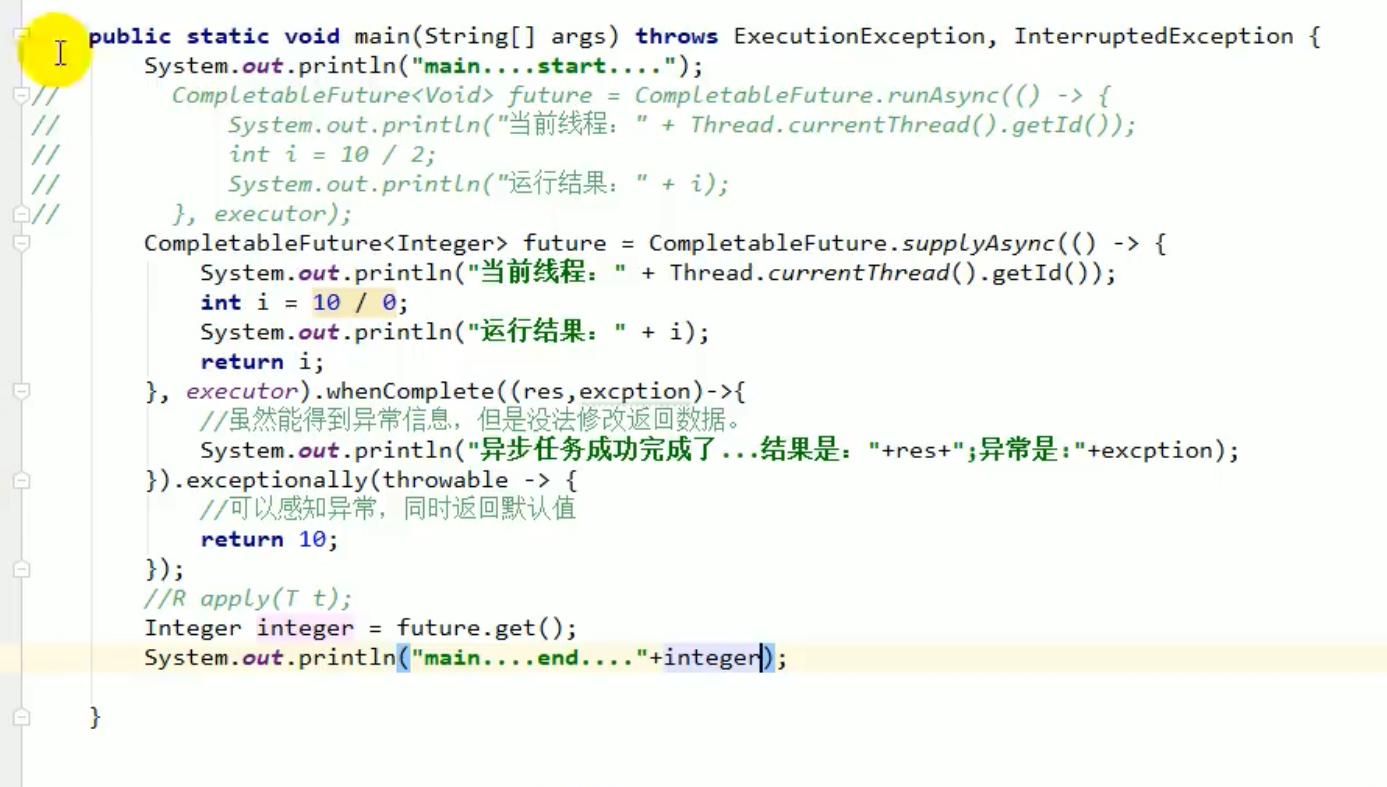 public static void main(String[] args) throws ExecutionException, InterruptedException {
System.out.println("main....start....");
// CompletableFuture<Void> future = CompletableFuture.runAsync(() -> {
// System.out.println("当前线程：" + Thread.currentThread().getId());
// int i = 10 / 2;
// System.out.println("运行结果：" + i);
// }, executor);
CompletableFuture<Integer> future = CompletableFuture.supplyAsync(() -> {
System.out.println("当前线程：" + Thread.currentThread().getId());
int i = 10 / 0;
System.out.println("运行结果：" + i);
return i;
}, executor).whenComplete((res,excption)->{
//虽然能得到异常信息，但是没法修改返回数据。
System.out.println("异步任务成功完成了...结果是："+res+";异常是:"+excption);
}).exceptionally(throwable -> {
//可以感知异常，同时返回默认值
return 10;
});
//R apply(T t);
Integer integer = future.get();
System.out.println("main....end...."+integer);
}